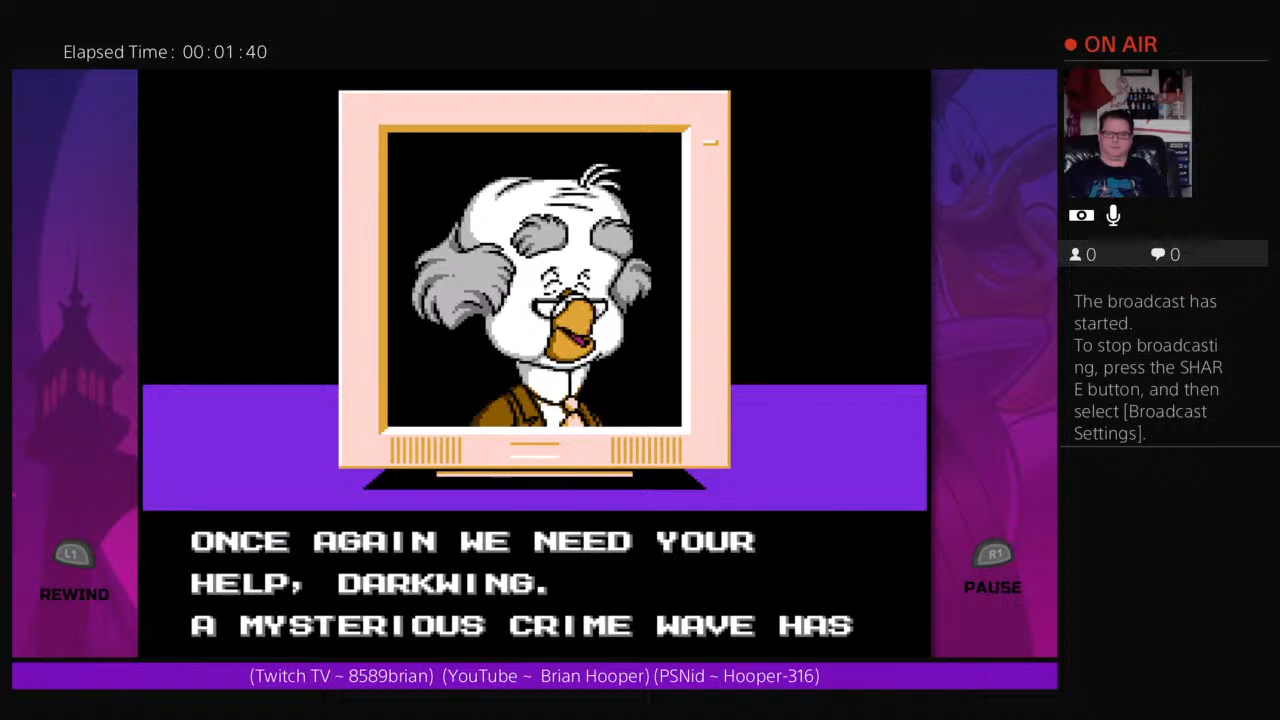 Elapsed Time: 00:01:40
ON AIR
0
0
The broadcast has
started.
To stop broadcasti
ng, press the SHAR
E button, and then
select [Broadcast
Settings].
ONCE AGAIN WE NEED YOUR
HELP, DARKWING.
A MYSTERIOUS CRIME WAVE HAS
L1
REWIND
R1
PAUSE
(Twitch TV ~ 8589brian) (YouTube ~ Brian Hooper) (PSNid ~ Hooper-316)